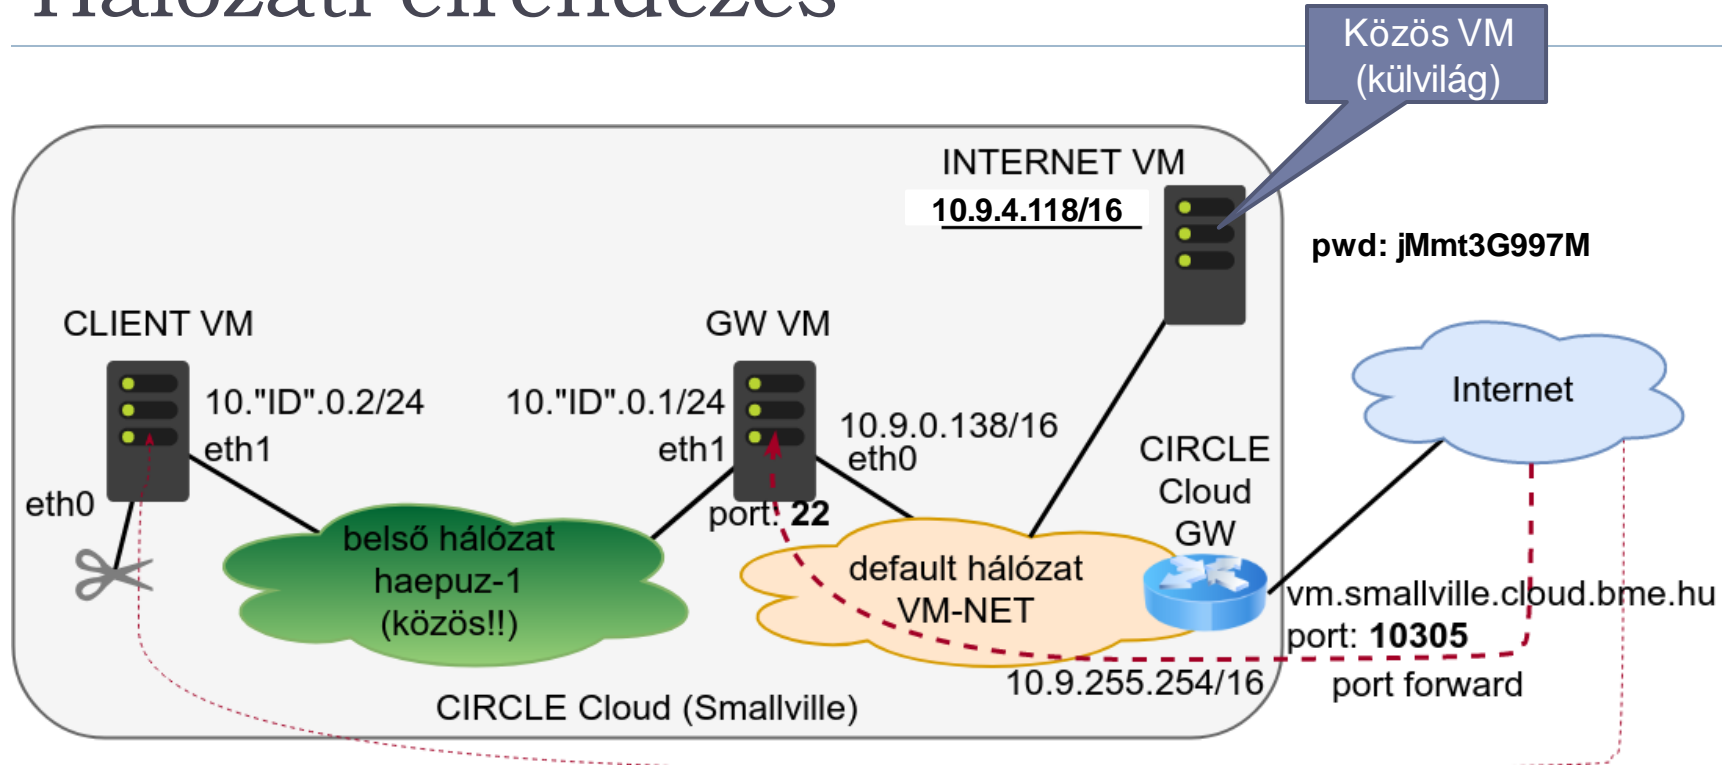 Hálózati elrendezés
Közös VM
(külvilág)
INTERNET VM
10.9.4.118/16
pwd: jMmt3G997M
CLIENT VM
GW VM
10."ID".0.2/24
eth1
10."ID".0.1/24
eth1
10.9.0.138/16
eth0
CIRCLE
Cloud
GW
Internet
eth0
port: 22
belső hálózat
haepuz-1
(közös!!)
default hálózat
VM-NET
vm.smallville.cloud.bme.hu
port: 10305
10.9.255.254/16
port forward
CIRCLE Cloud (Smallville)